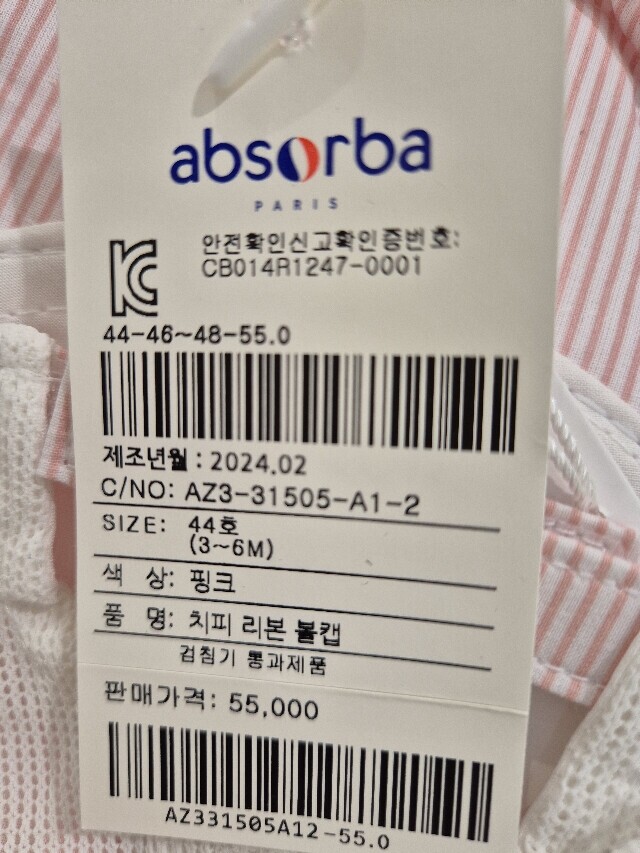 absorba
PARIS
안전확인신고확인증번호:
CB014R1247-0001
44-46~48-55.0
제조년월 : 2024.02
C/NO: AZ3-31505-A1-2
SIZE: 44호
(3~6M)
색 상: 핑크
품 명: 치피 리본 볼캡
검침기 통과제품
판매가격: 55,000
AZ331505A12-55.0